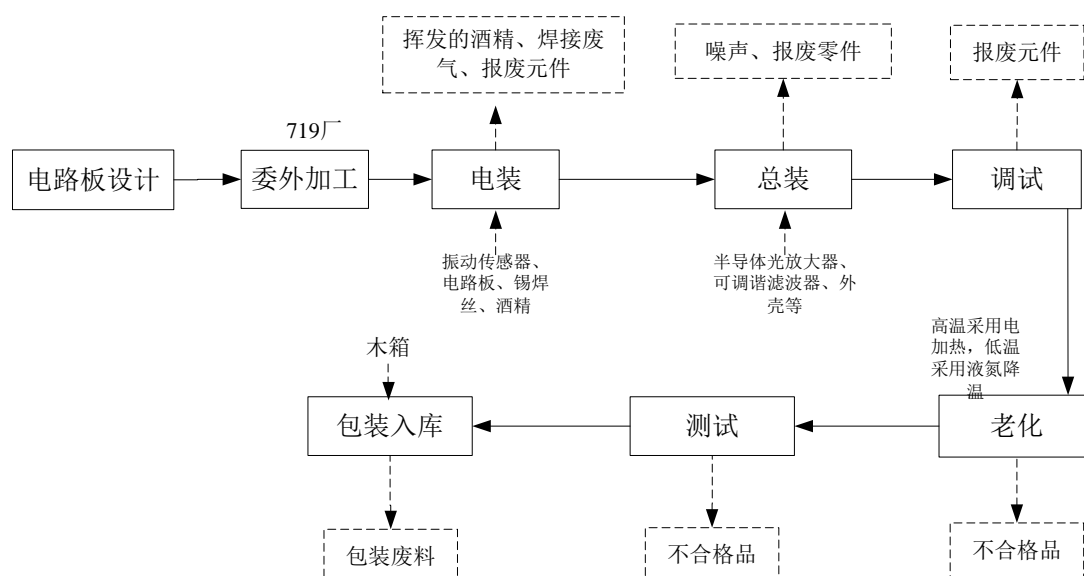 挥发的酒精、焊接废
气、报废元件
噪声、报废零件
报废元件
719厂
电路板设计
委外加工
电装
总装
调试
振动传感器、
电路板、锡焊
丝、酒精
半导体光放大器、
可调谐滤波器、外
壳等
高温采用电
加热，低温
采用液氮降
温
木箱
包装入库
测试
老化
包装废料
不合格品
不合格品